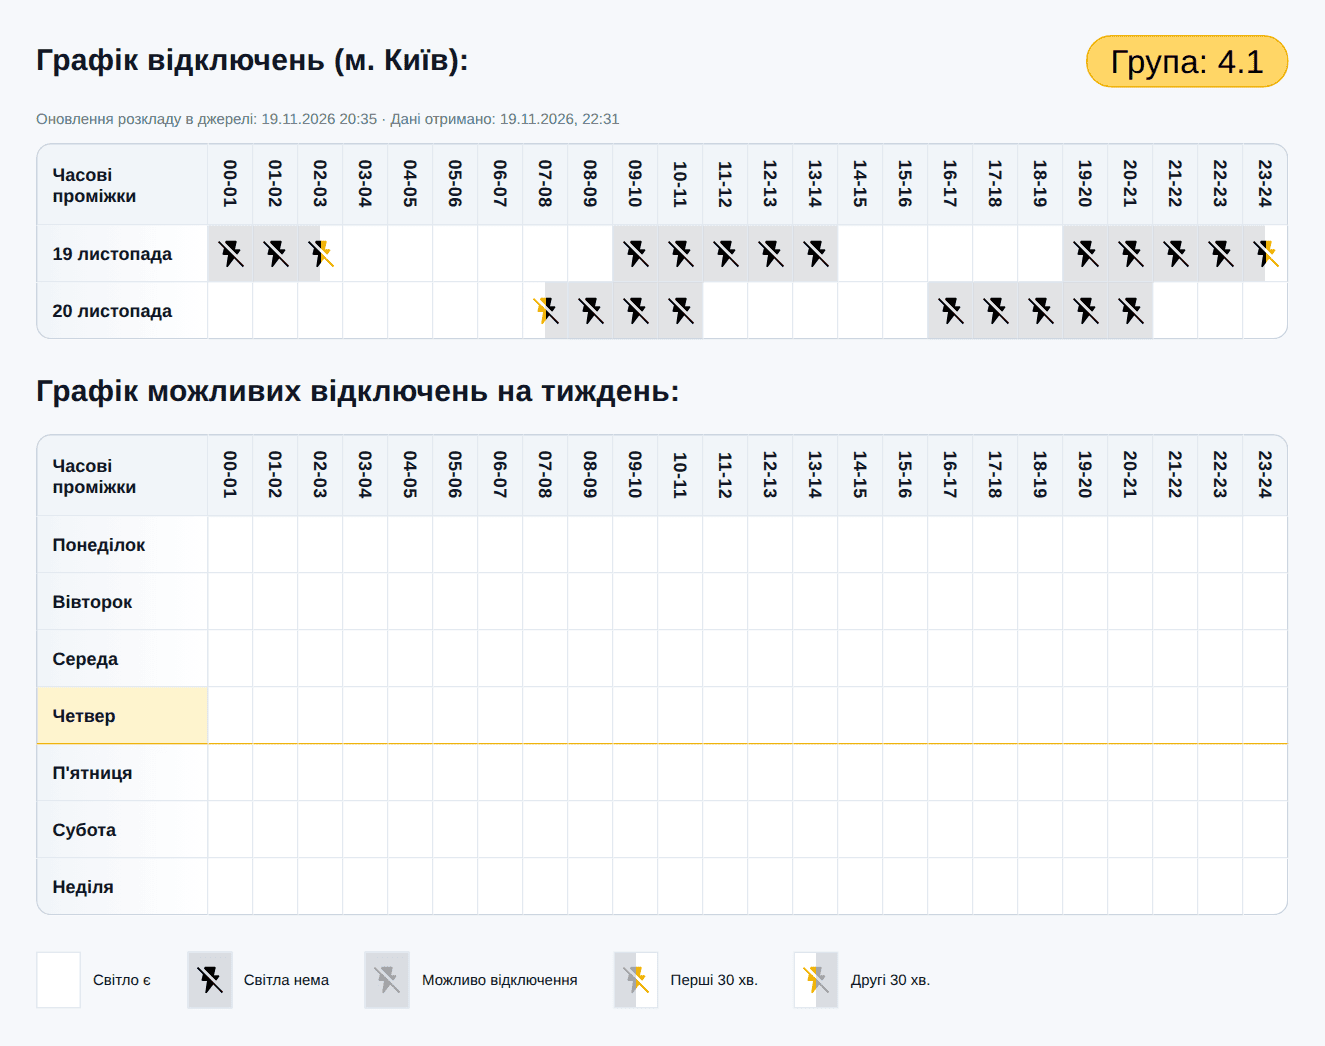 Графік відключень (м. Київ):
Група: 4.1
Оновлення розкладу в джерелі: 19.11.2026 20:35 · Дані отримано: 19.11.2026, 22:31
Часові проміжки 00-01 01-02 02-03 03-04 04-05 05-06 06-07 07-08 08-09 09-10 10-11 11-12 12-13 13-14 14-15 15-16 16-17 17-18 18-19 19-20 20-21 21-22 22-23 23-24
19 листопада
20 листопада
Графік можливих відключень на тиждень:
Часові проміжки 00-01 01-02 02-03 03-04 04-05 05-06 06-07 07-08 08-09 09-10 10-11 11-12 12-13 13-14 14-15 15-16 16-17 17-18 18-19 19-20 20-21 21-22 22-23 23-24
Понеділок
Вівторок
Середа
Четвер
П'ятниця
Субота
Неділя
Світло є Світла нема Можливо відключення Перші 30 хв. Другі 30 хв.